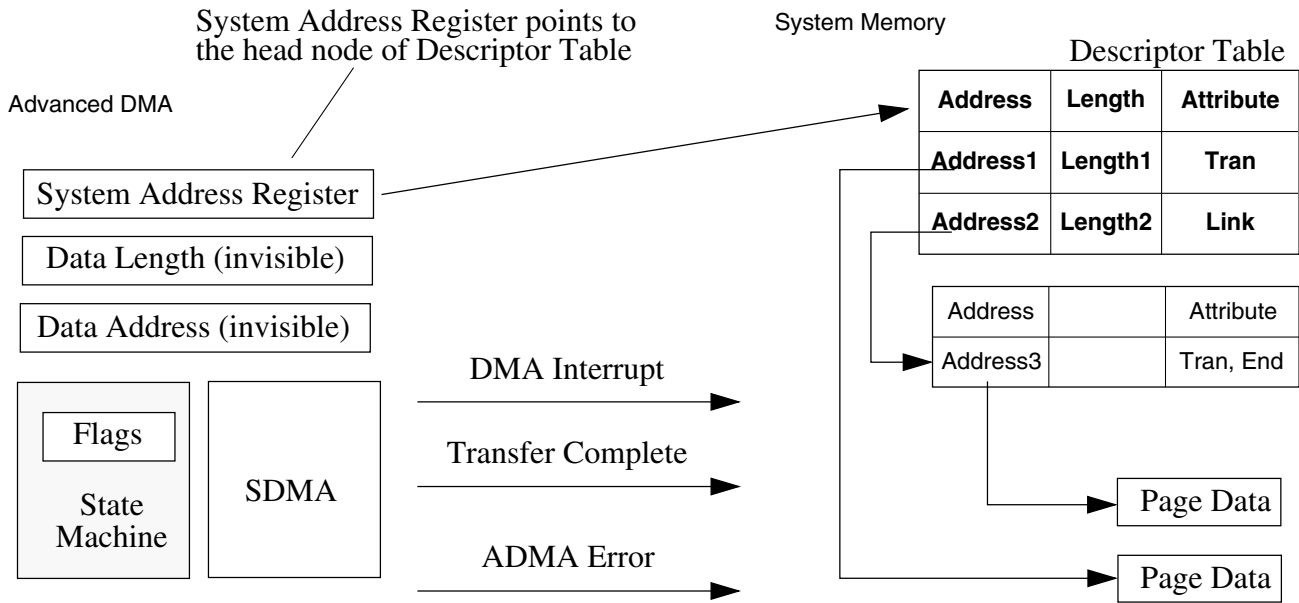 System Address Register points to
the head node of Descriptor Table
System Memory
Descriptor Table
Advanced DMA
Address Length Attribute
Address1 Length1 Tran
Address2 Length2 Link
System Address Register
Data Length (invisible)
Data Address (invisible)
Address Attribute
Address3 Tran, End
DMA Interrupt
Flags
State
Machine
SDMA
Transfer Complete
ADMA Error
Page Data
Page Data